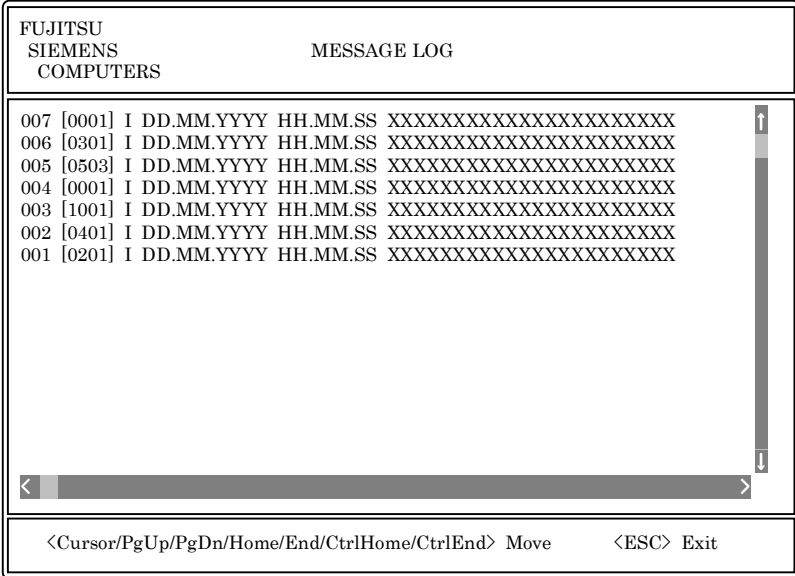 FUJITSU
SIEMENS
COMPUTERS
MESSAGE LOG
007 [0001] I DD.MM.YYYY HH.MM.SS XXXXXXXXXXXXXXXXXXXXXX
006 [0301] I DD.MM.YYYY HH.MM.SS XXXXXXXXXXXXXXXXXXXXXX
005 [0503] I DD.MM.YYYY HH.MM.SS XXXXXXXXXXXXXXXXXXXXXX
004 [0001] I DD.MM.YYYY HH.MM.SS XXXXXXXXXXXXXXXXXXXXXX
003 [1001] I DD.MM.YYYY HH.MM.SS XXXXXXXXXXXXXXXXXXXXXX
002 [0401] I DD.MM.YYYY HH.MM.SS XXXXXXXXXXXXXXXXXXXXXX
001 [0201] I DD.MM.YYYY HH.MM.SS XXXXXXXXXXXXXXXXXXXXXX
<Cursor/PgUp/PgDn/Home/End/CtrlHome/CtrlEnd> Move <ESC> Exit